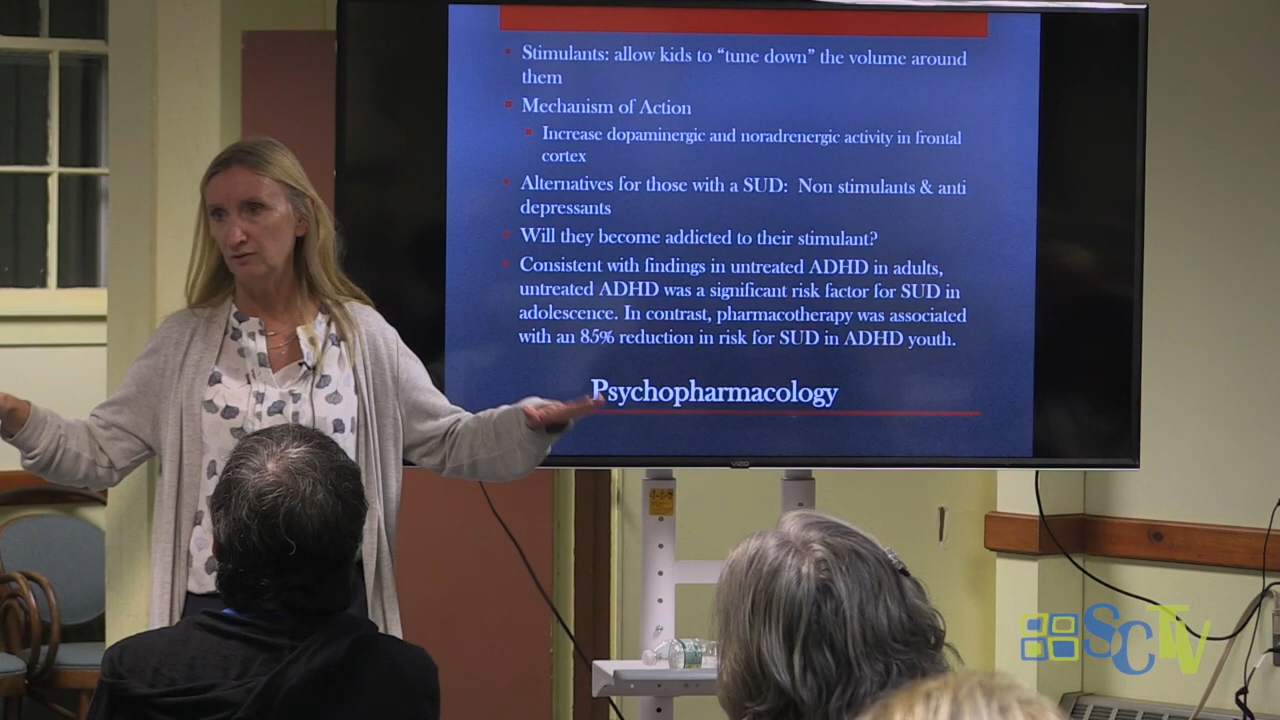 Stimulants: allow kids to “tune down” the volume around
them
Mechanism of Action
Increase dopaminergic and noradrenergic activity in frontal
cortex
Alternatives for those with a SUD: Non stimulants & anti
depressants
Will they become addicted to their stimulant?
Consistent with findings in untreated ADHD in adults,
untreated ADHD was a significant risk factor for SUD in
adolescence. In contrast, pharmacotherapy was associated
with an 85% reduction in risk for SUD in ADHD youth.
Psychopharmacology
VIZIO
SCTV